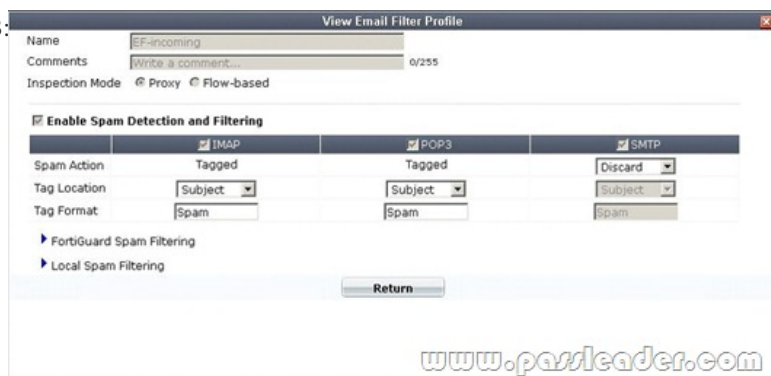 View Email Filter Profile
Name EF-incoming
Comments Write a comment... 0/255
Inspection Mode Proxy Flow-based
Enable Spam Detection and Filtering
IMAP POP3 SMTP
Spam Action Tagged Tagged Discard
Tag Location Subject Subject Subject
Tag Format Spam Spam Spam
FortiGuard Spam Filtering
Local Spam Filtering
Return
www.passleader.com